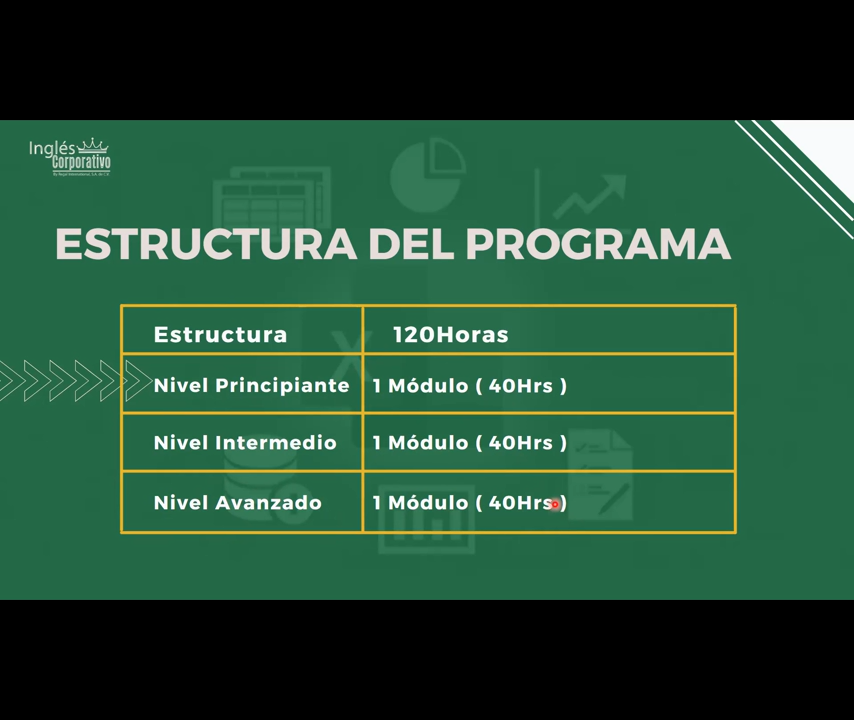 Inglés
Corporativo
ESTRUCTURA DEL PROGRAMA
Estructura 120Horas
Nivel Principiante 1 Módulo ( 40Hrs )
Nivel Intermedio 1 Módulo ( 40Hrs )
Nivel Avanzado 1 Módulo ( 40Hrs )